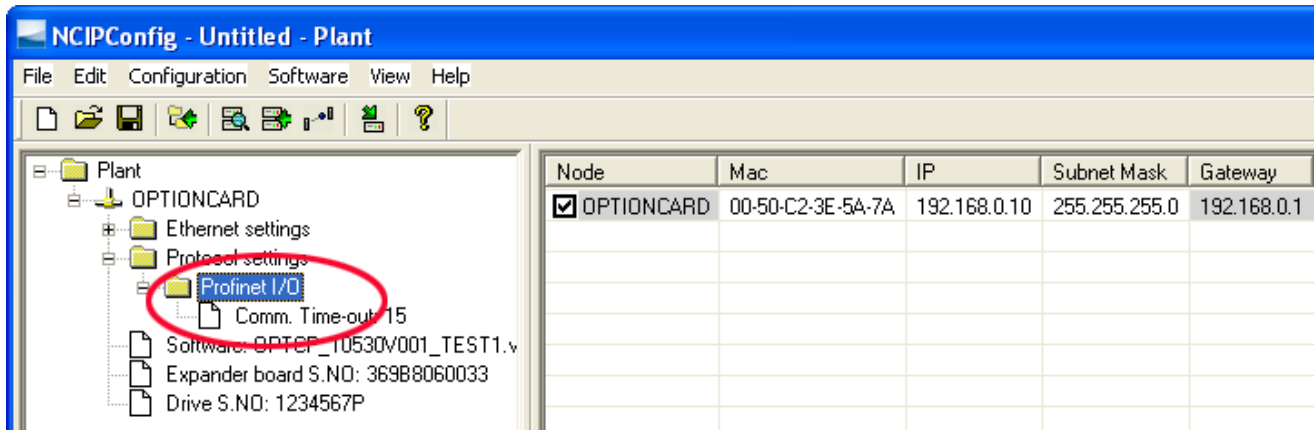 NCIPConfig - Untitled - Plant
File Edit Configuration Software View Help
Plant
OPTIONCARD
Ethernet settings
Protocol settings
Profinet I/O
Comm. Time-out: 15
Software: OPTCP_10530V001_TEST1.v
Expander board S.NO: 369B8060033
Drive S.NO: 1234567P
Node Mac IP Subnet Mask Gateway
OPTIONCARD 00-50-C2-3E-5A-7A 192.168.0.10 255.255.255.0 192.168.0.1